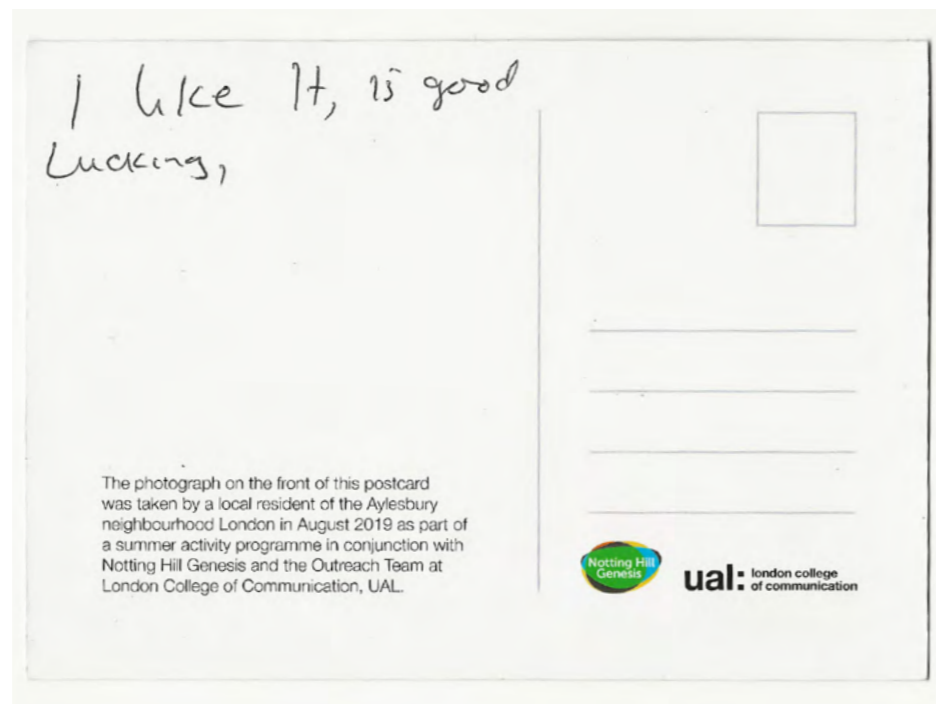 I like It, is good
Lucking,
The photograph on the front of this postcard
was taken by a local resident of the Aylesbury
neighbourhood London in August 2019 as part of
a summer activity programme in conjunction with
Notting Hill Genesis and the Outreach Team at
London College of Communication, UAL.
Notting Hill
Genesis
ual: london college
of communication